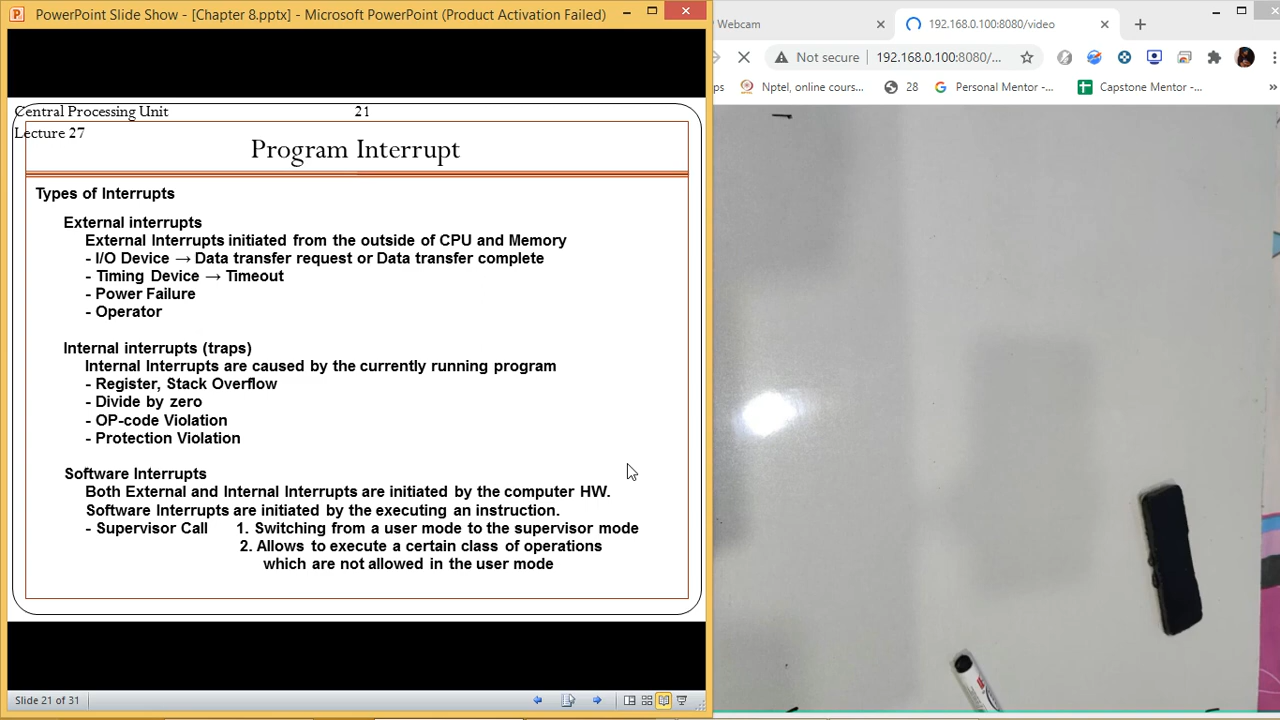 PowerPoint Slide Show - [Chapter 8.pptx] - Microsoft PowerPoint (Product Activation Failed)
Central Processing Unit 21
Lecture 27
Program Interrupt
Types of Interrupts
External interrupts
External Interrupts initiated from the outside of CPU and Memory
- I/O Device → Data transfer request or Data transfer complete
- Timing Device → Timeout
- Power Failure
- Operator
Internal interrupts (traps)
Internal Interrupts are caused by the currently running program
- Register, Stack Overflow
- Divide by zero
- OP-code Violation
- Protection Violation
Software Interrupts
Both External and Internal Interrupts are initiated by the computer HW.
Software Interrupts are initiated by the executing an instruction.
- Supervisor Call 1. Switching from a user mode to the supervisor mode
2. Allows to execute a certain class of operations
which are not allowed in the user mode
Slide 21 of 31
Webcam 192.168.0.100:8080/video
Not secure 192.168.0.100:8080/...
ps Nptel, online cours... 28 Personal Mentor -... Capstone Mentor -...